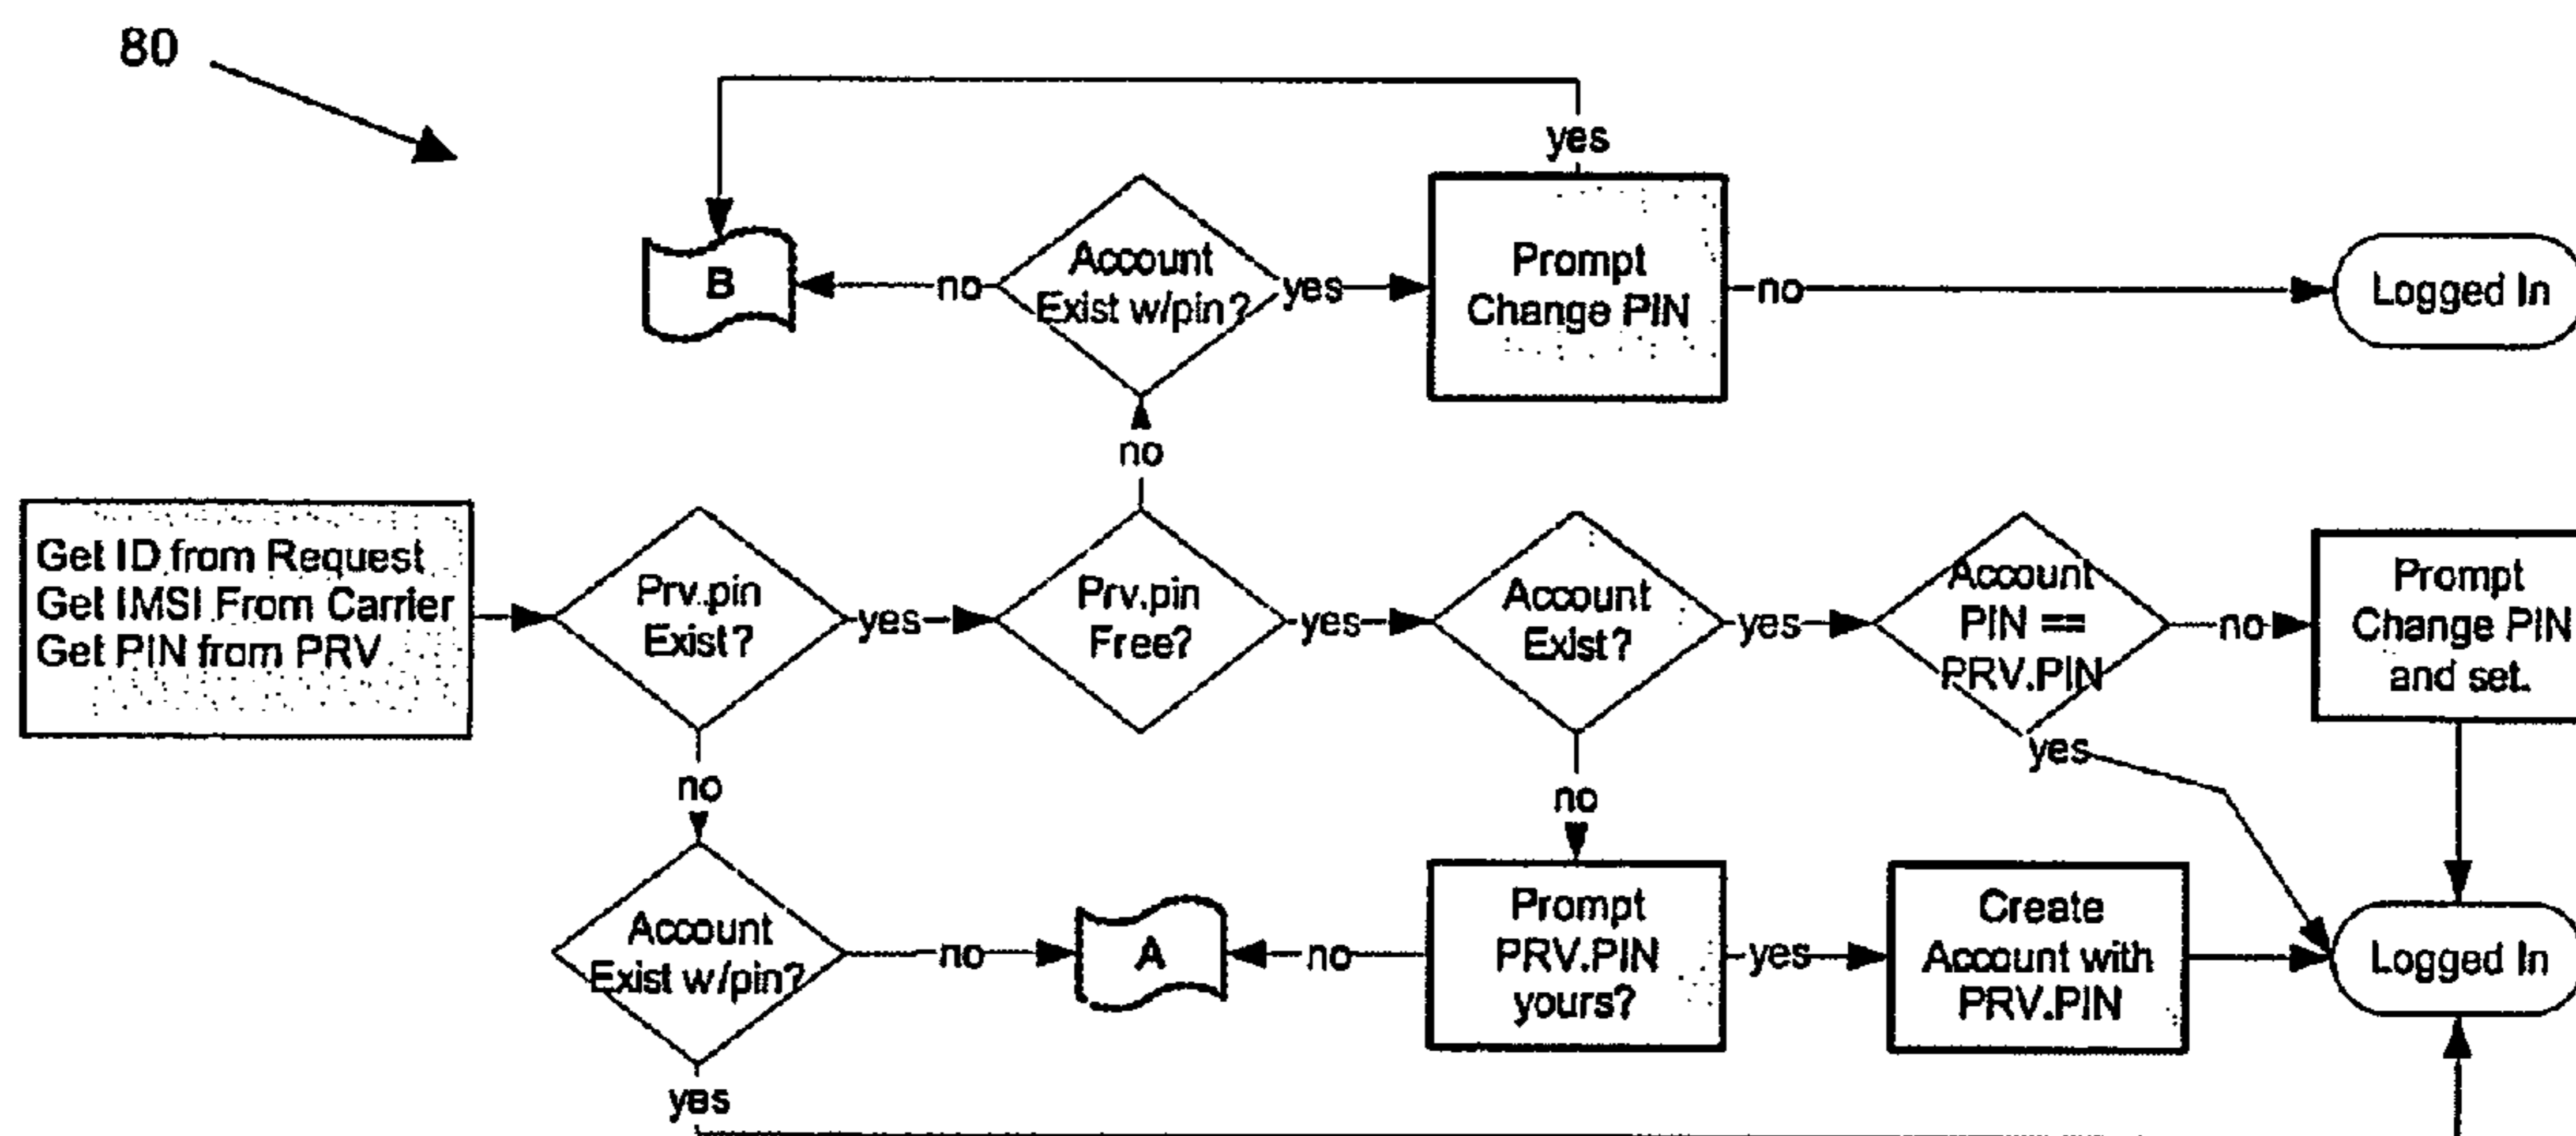 80
yes
B
no
Account
Exist w/pin?
yes
Prompt
Change PIN
no
Logged In
no
Get ID from Request
Get IMSI From Carrier
Get PIN from PRV
Prv.pin
Exist?
yes
Prv.pin
Free?
yes
Account
Exist?
yes
Account
PIN ==
PRV.PIN
no
Prompt
Change PIN
and set.
yes
no
no
Account
Exist w/pin?
no
A
no
Prompt
PRV.PIN
yours?
yes
Create
Account with
PRV.PIN
Logged In
yes